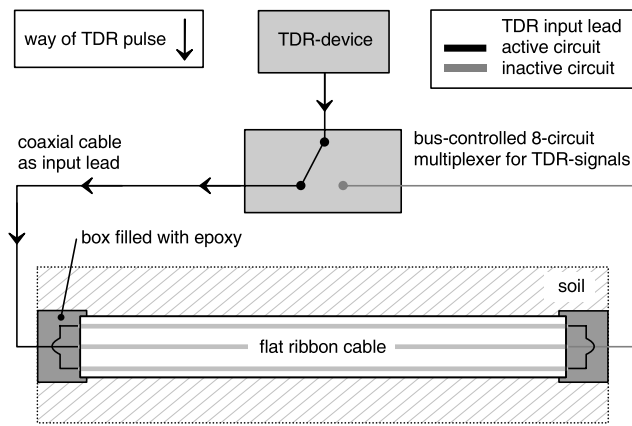 way of TDR pulse
TDR-device
TDR input lead
active circuit
inactive circuit
coaxial cable
as input lead
bus-controlled 8-circuit
multiplexer for TDR-signals
box filled with epoxy
soil
flat ribbon cable